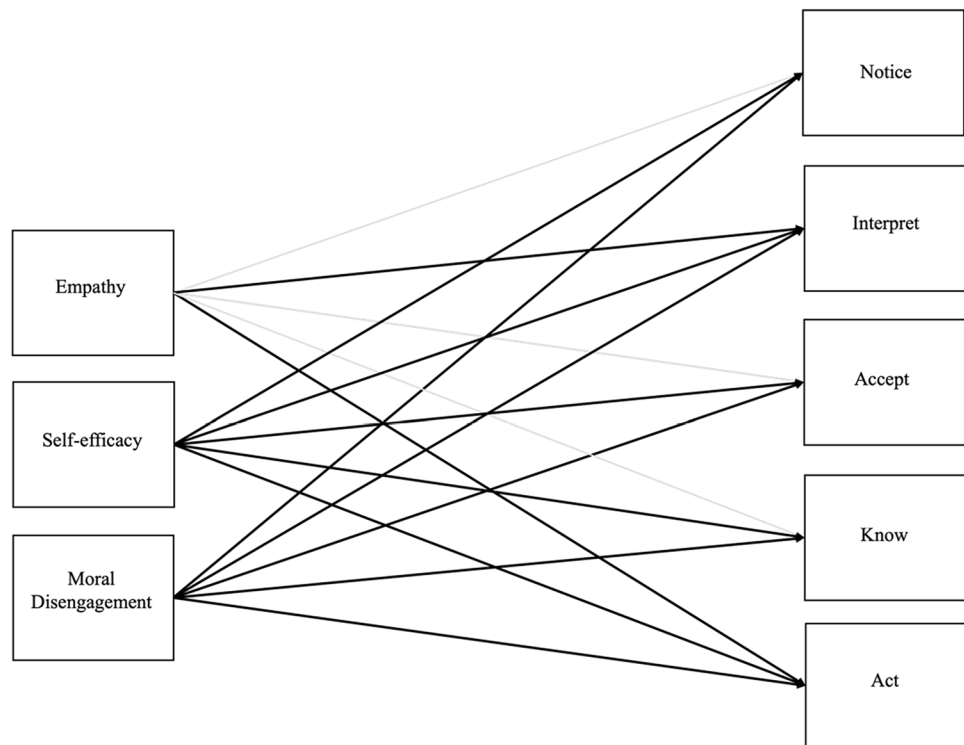 Notice
Interpret
Empathy
Accept
Self-efficacy
Know
Moral
Disengagement
Act